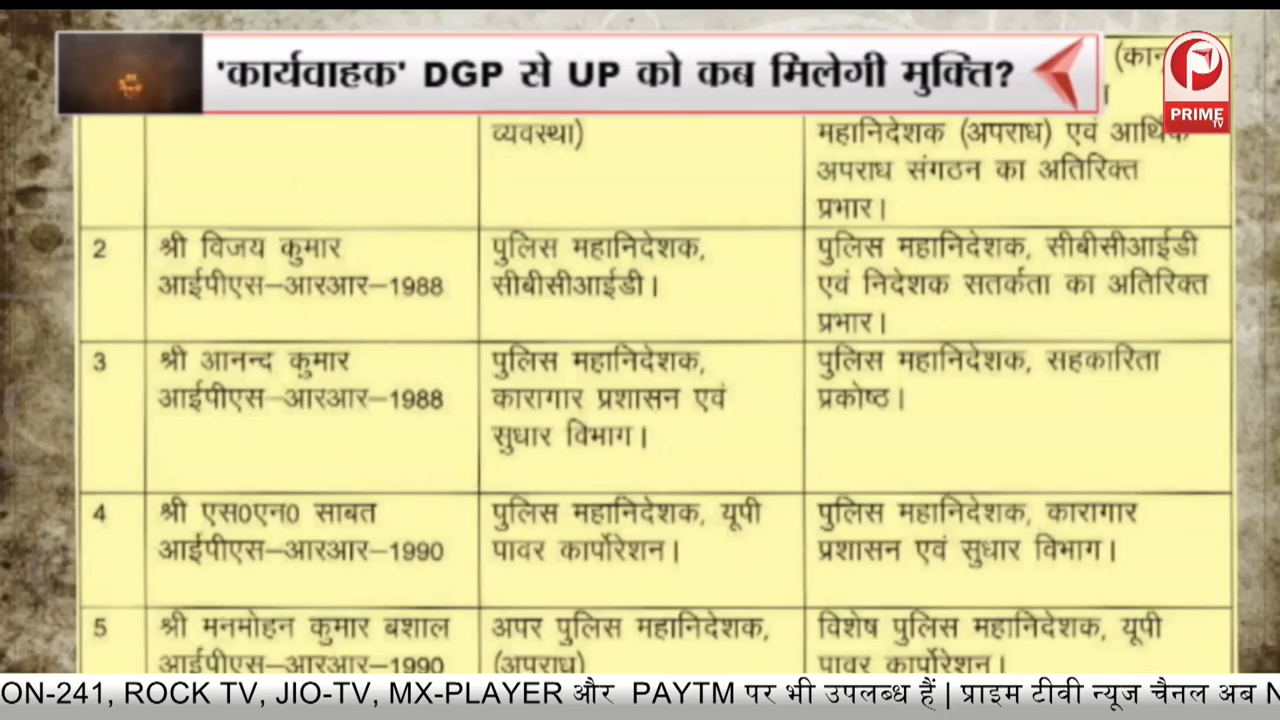 'कार्यवाहक' DGP से UP को कब मिलेगी मुक्ति?
PRIME
TV
व्यवस्था)
महानिदेशक (अपराध) एवं आर्थिक
अपराध संगठन का अतिरिक्त
प्रभार।
2
श्री विजय कुमार
आईपीएस-आरआर-1988
पुलिस महानिदेशक,
सीबीसीआईडी।
पुलिस महानिदेशक, सीबीसीआईडी
एवं निदेशक सतर्कता का अतिरिक्त
प्रभार।
3
श्री आनन्द कुमार
आईपीएस-आरआर-1988
पुलिस महानिदेशक,
कारागार प्रशासन एवं
सुधार विभाग।
पुलिस महानिदेशक, सहकारिता
प्रकोष्ठ।
4
श्री एस0एन0 साबत
आईपीएस-आरआर-1990
पुलिस महानिदेशक, यूपी
पावर कार्पोरेशन।
पुलिस महानिदेशक, कारागार
प्रशासन एवं सुधार विभाग।
5
श्री मनमोहन कुमार बशाल
आईपीएस-आरआर-1990
अपर पुलिस महानिदेशक,
(अपराध)
विशेष पुलिस महानिदेशक, यूपी
पावर कार्पोरेशन।
ON-241, ROCK TV, JIO-TV, MX-PLAYER और PAYTM पर भी उपलब्ध हैं | प्राइम टीवी न्यूज चैनल अब